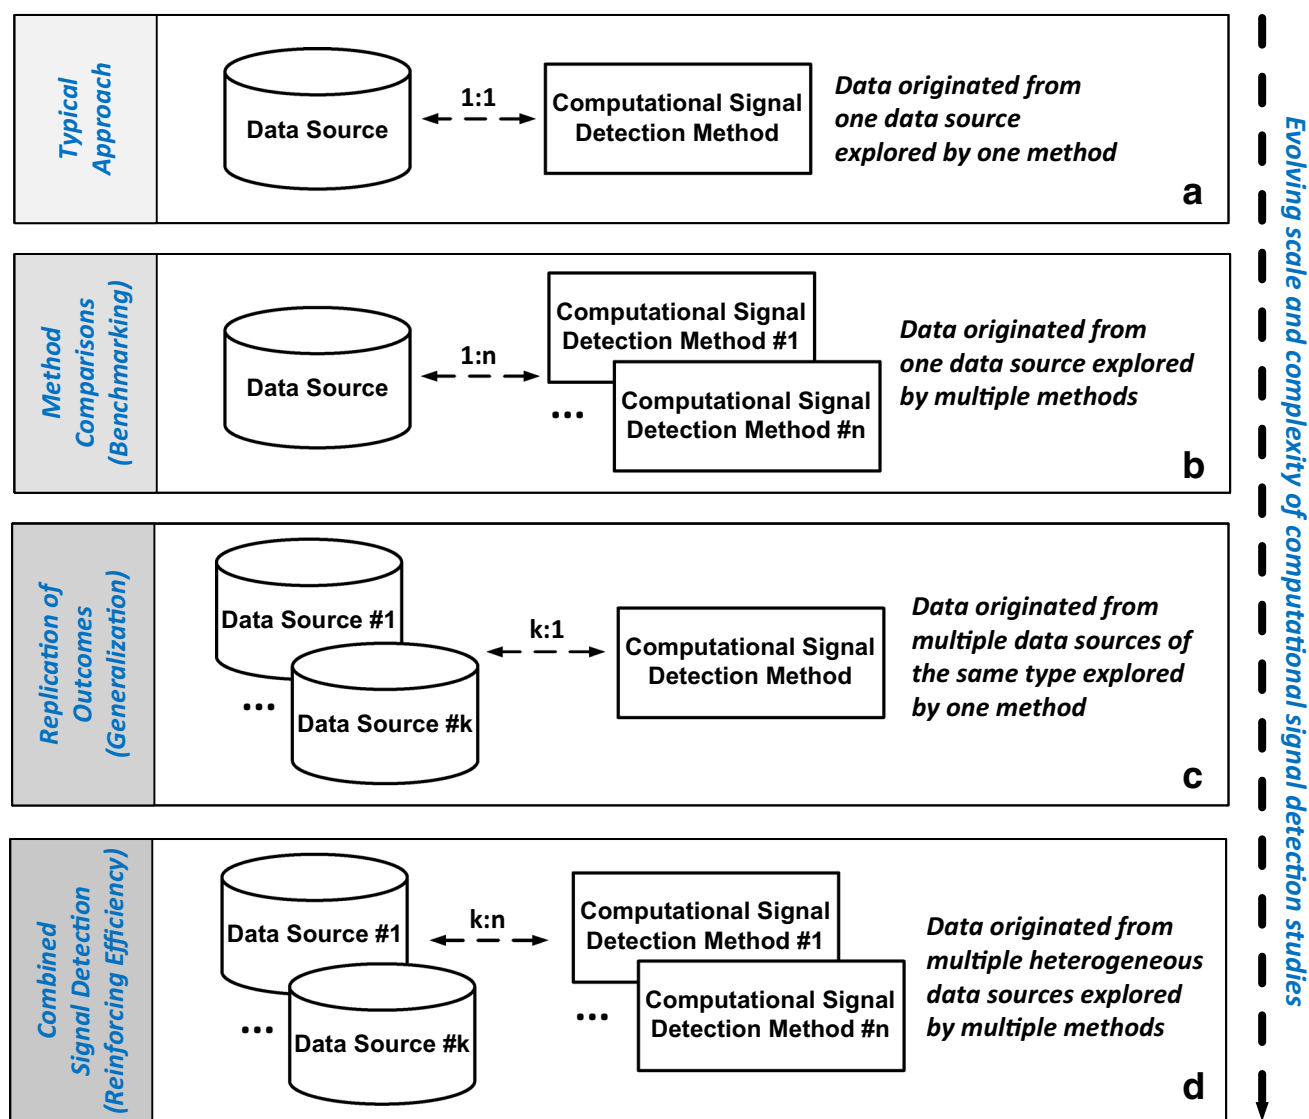 Typical
Approach
Data Source
1:1
Computational Signal
Detection Method
Data originated from
one data source
explored by one method
a
Method
Comparisons
(Benchmarking)
Data Source
1:n
Computational Signal
Detection Method #1
...
Computational Signal
Detection Method #n
Data originated from
one data source explored
by multiple methods
b
Replication of
Outcomes
(Generalization)
Data Source #1
...
Data Source #k
k:1
Computational Signal
Detection Method
Data originated from
multiple data sources of
the same type explored
by one method
c
Combined
Signal Detection
(Reinforcing Efficiency)
Data Source #1
...
Data Source #k
k:n
Computational Signal
Detection Method #1
...
Computational Signal
Detection Method #n
Data originated from
multiple heterogeneous
data sources explored
by multiple methods
d
Evolving scale and complexity of computational signal detection studies